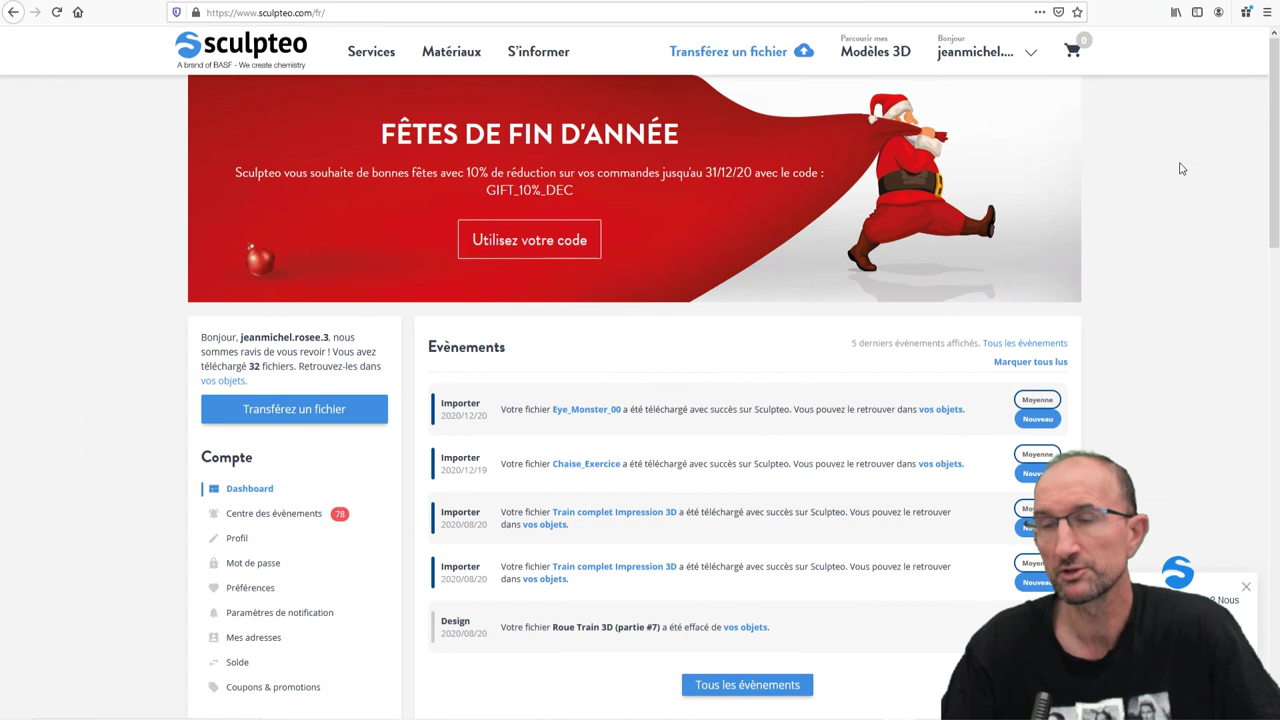 https://www.sculpteo.com/fr/
sculpteo
A brand of BASF - We create chemistry
Services
Matériaux
S'informer
Transférez un fichier
Parcourir mes
Modèles 3D
Bonjour
jeanmichel....
0
FÊTES DE FIN D'ANNÉE
Sculpteo vous souhaite de bonnes fêtes avec 10% de réduction sur vos commandes jusqu'au 31/12/20 avec le code :
GIFT_10%_DEC
Utilisez votre code
Bonjour, jeanmichel.rosee.3, nous
sommes ravis de vous revoir ! Vous avez
téléchargé 32 fichiers. Retrouvez-les dans
vos objets.
Transférez un fichier
Compte
Dashboard
Centre des évènements 78
Profil
Mot de passe
Préférences
Paramètres de notification
Mes adresses
Solde
Coupons & promotions
Evènements
5 derniers évènements affichés. Tous les évènements
Marquer tous lus
Importer
2020/12/20
Votre fichier Eye_Monster_00 a été téléchargé avec succès sur Sculpteo. Vous pouvez le retrouver dans vos objets.
Moyenne
Nouveau
Importer
2020/12/19
Votre fichier Chaise_Exercice a été téléchargé avec succès sur Sculpteo. Vous pouvez le retrouver dans vos objets.
Moyenne
Importer
2020/08/20
Votre fichier Train complet Impression 3D a été téléchargé avec succès sur Sculpteo. Vous pouvez le retrouver
dans vos objets.
Importer
2020/08/20
Votre fichier Train complet Impression 3D a été téléchargé avec succès sur Sculpteo. Vous pouvez le retrouver
dans vos objets.
Design
2020/08/20
Votre fichier Roue Train 3D (partie #7) a été effacé de vos objets.
Tous les évènements
? Nous